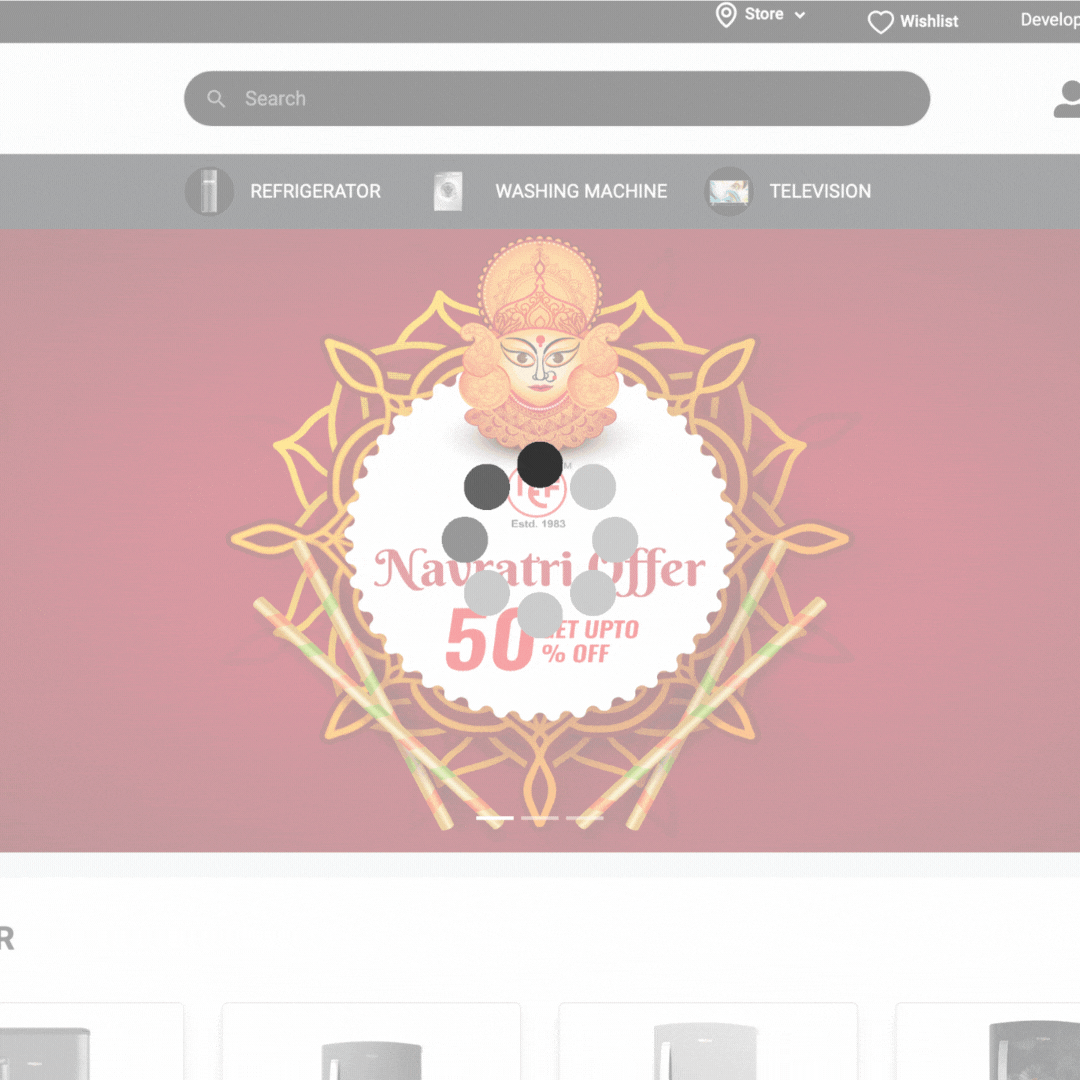 Store
Wishlist
Develop
Search
REFRIGERATOR
WASHING MACHINE
TELEVISION
Estd. 1983
Navratri Offer
50
GET UPTO
% OFF
R